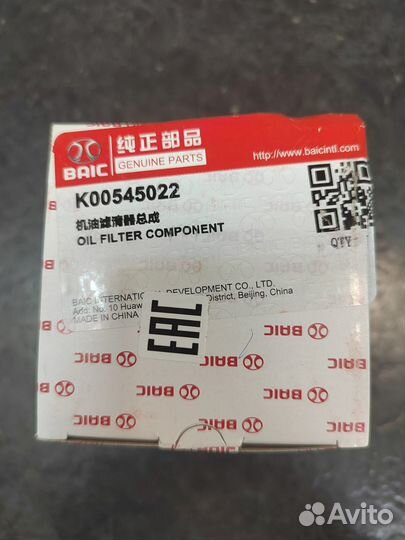 BAIC
纯正部品
GENUINE PARTS
http://www.baicintl.com/
K00545022
机油滤清器总成
OIL FILTER COMPONENT
QTY
BAIC INTERNATIONAL DEVELOPMENT CO., LTD.
Add: No. 10 Huaw District, Beijing, China
MADE IN CHINA
EAC
BAIC
BAIC
BAIC
BAIC
BAIC
BAIC
BAIC
BAIC
BAIC
BAIC
Avito